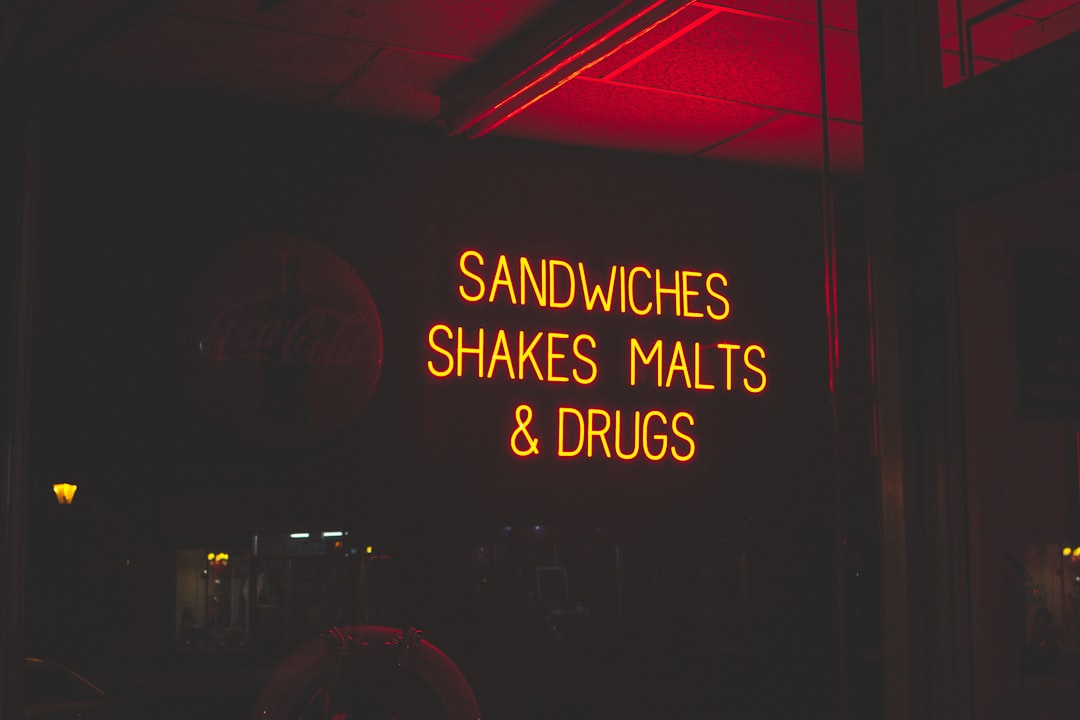 Coca-Cola
SANDWICHES
SHAKES MALTS
& DRUGS